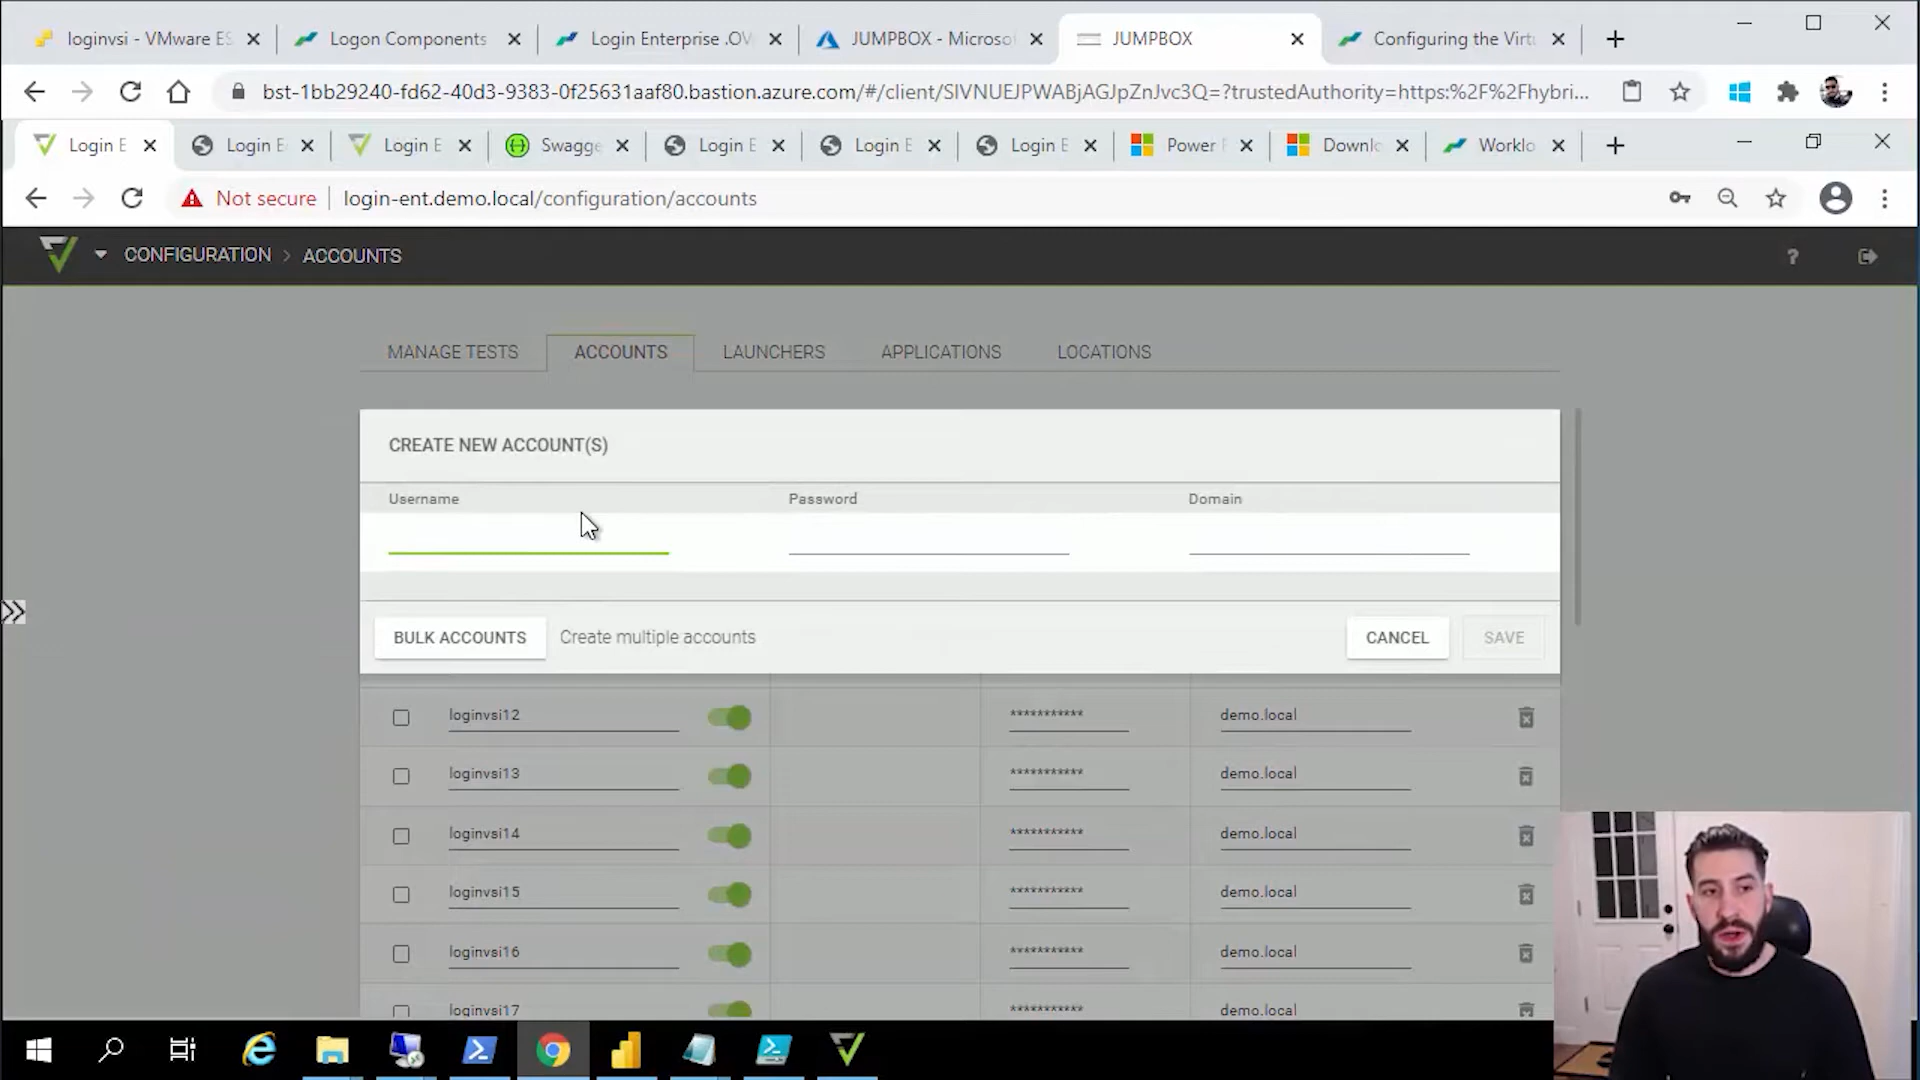 loginvsi - VMware ES
Logon Components
Login Enterprise .OV
JUMPBOX - Microsof
JUMPBOX
Configuring the Virtu
bst-1bb29240-fd62-40d3-9383-0f25631aaf80.bastion.azure.com/#/client/SlVNUEJPWABjAGJpZnJvc3Q=?trustedAuthority=https:%2F%2Fhybri...
Login E
Login E
Login E
Swagge
Login E
Login E
Login E
Power
Downlo
Worklo
Not secure
login-ent.demo.local/configuration/accounts
CONFIGURATION > ACCOUNTS
?
MANAGE TESTS
ACCOUNTS
LAUNCHERS
APPLICATIONS
LOCATIONS
CREATE NEW ACCOUNT(S)
Username
Password
Domain
BULK ACCOUNTS
Create multiple accounts
CANCEL
SAVE
loginvsi12 *********** demo.local
loginvsi13 *********** demo.local
loginvsi14 *********** demo.local
loginvsi15 *********** demo.local
loginvsi16 *********** demo.local
loginvsi17 *********** demo.local